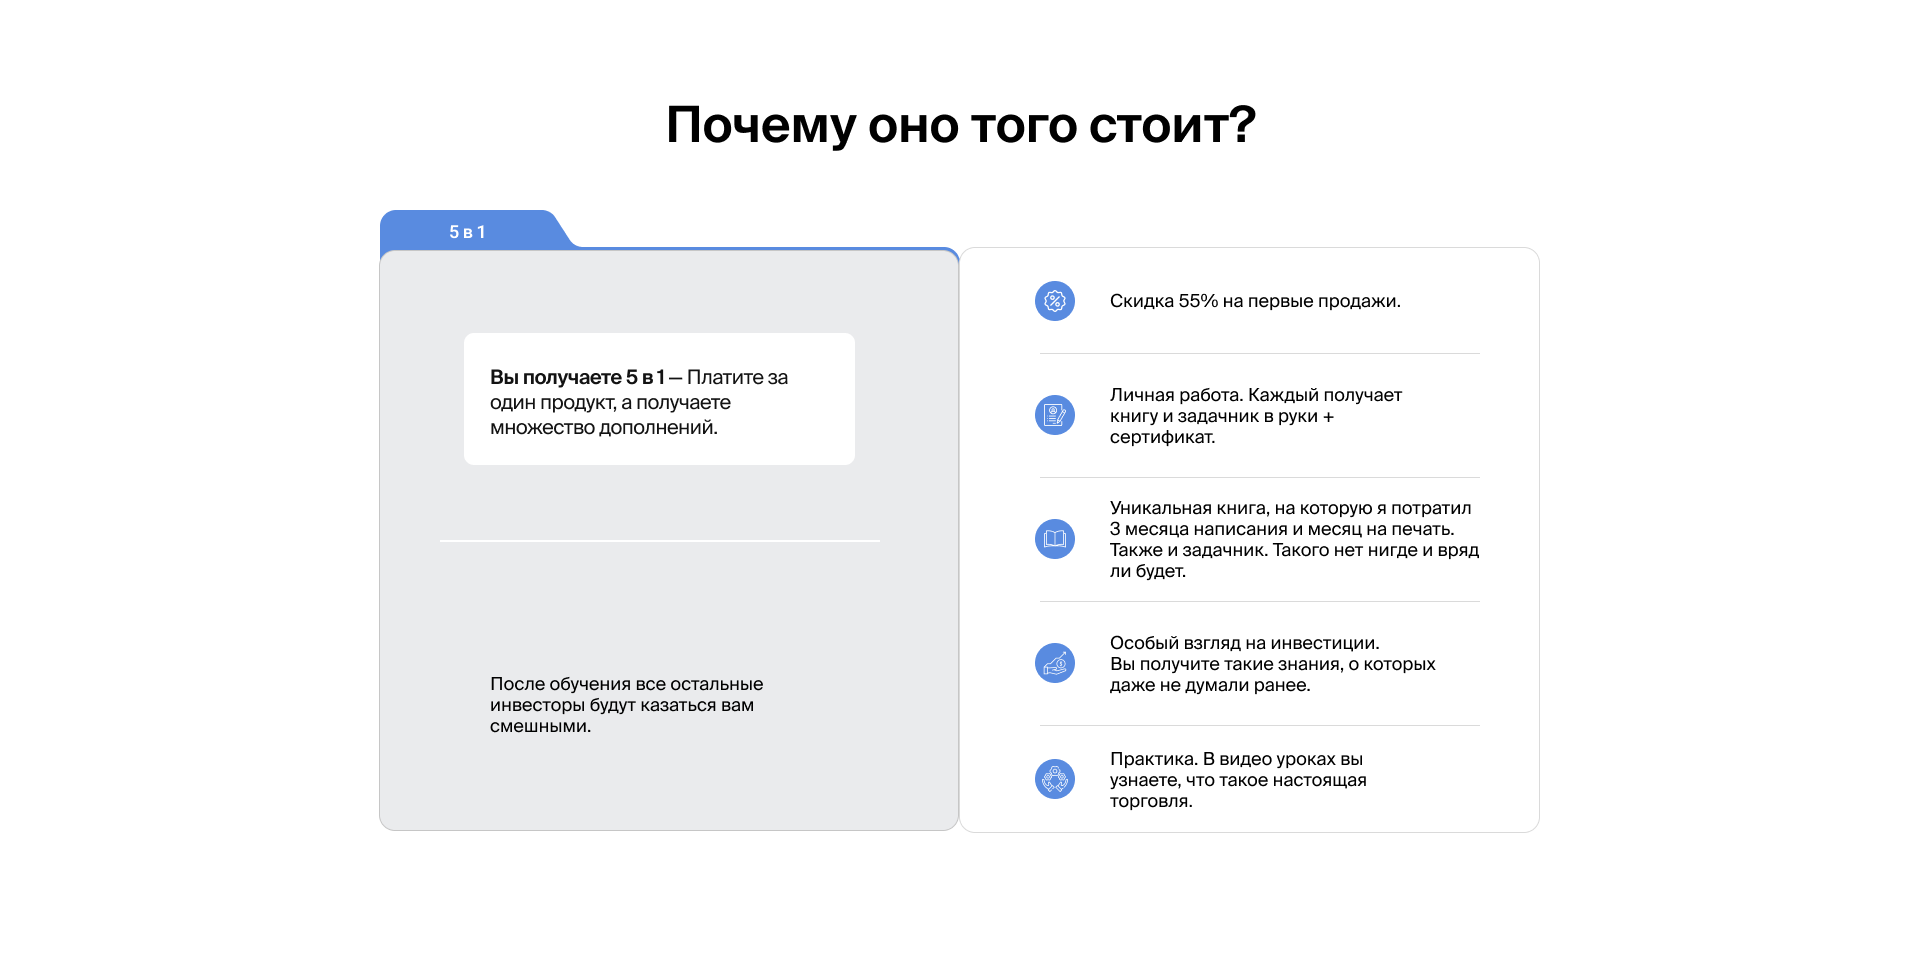 Почему оно того стоит?
5 в 1
Вы получаете 5 в 1 — Платите за
один продукт, а получаете
множество дополнений.
После обучения все остальные
инвесторы будут казаться вам
смешными.
Скидка 55% на первые продажи.
Личная работа. Каждый получает
книгу и задачник в руки +
сертификат.
Уникальная книга, на которую я потратил
3 месяца написания и месяц на печать.
Также и задачник. Такого нет нигде и вряд
ли будет.
Особый взгляд на инвестиции.
Вы получите такие знания, о которых
даже не думали ранее.
Практика. В видео уроках вы
узнаете, что такое настоящая
торговля.